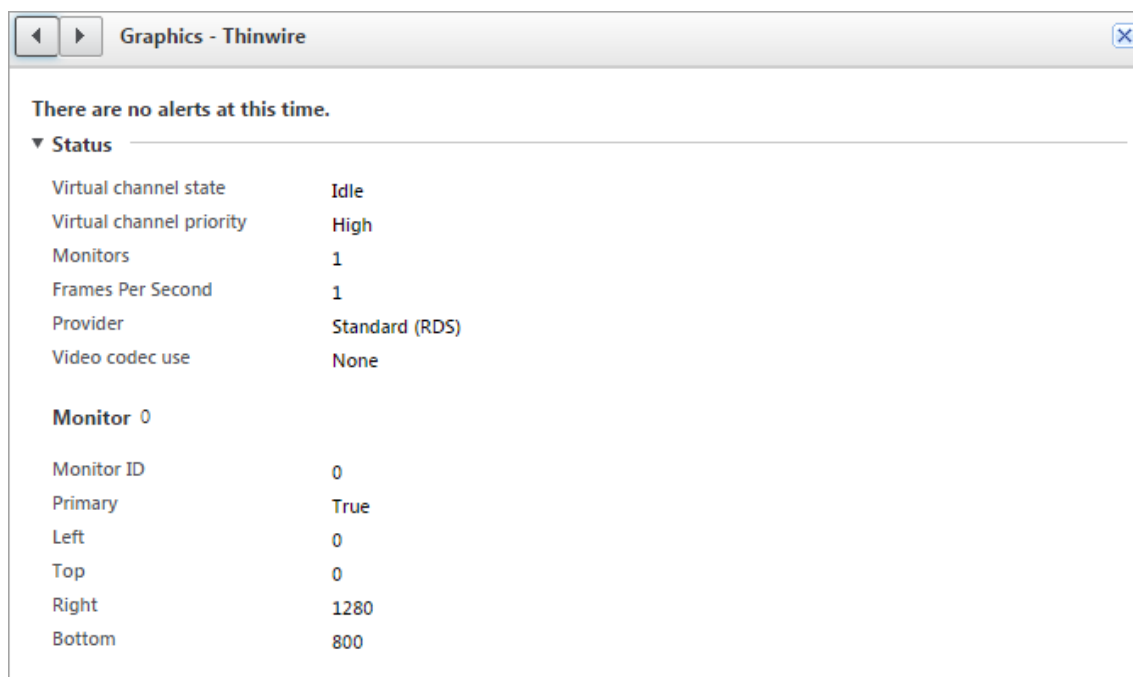 Graphics - Thinwire
There are no alerts at this time.
Status
Virtual channel state Idle
Virtual channel priority High
Monitors 1
Frames Per Second 1
Provider Standard (RDS)
Video codec use None
Monitor 0
Monitor ID 0
Primary True
Left 0
Top 0
Right 1280
Bottom 800